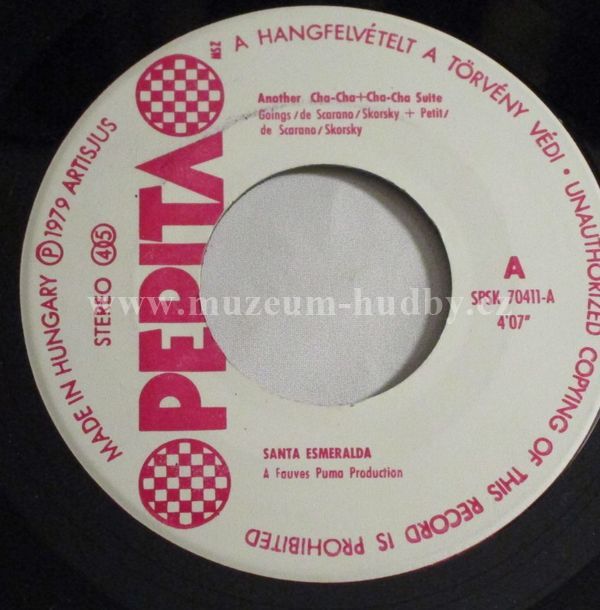 MADE IN HUNGARY Ⓟ 1979 ARTISJUS
MSZ A HANGFELVÉTELT A TÖRVÉNY VÉDI • UNAUTHORIZED COPYING OF THIS RECORD IS PROHIBITED
STEREO 45
PEPITA
Another Cha-Cha+Cha-Cha Suite
Goings/de Scarano/Skorsky + Petit/
de Scarano/Skorsky
A
SPSK 70411-A
4'07"
www.muzeum-hudby.cz
SANTA ESMERALDA
A Fauves Puma Production